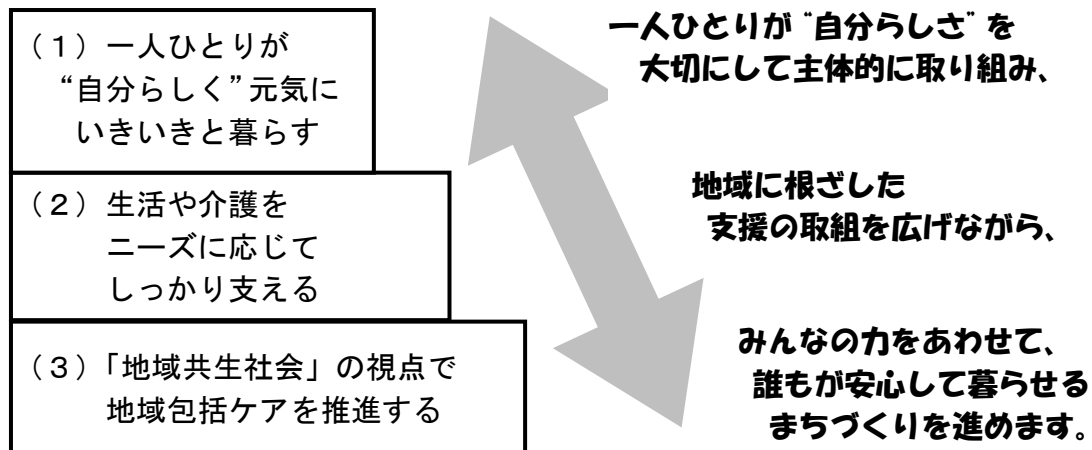 (1)一人ひとりが
“自分らしく”元気に
いきいきと暮らす
(2)生活や介護を
ニーズに応じて
しっかり支える
(3)「地域共生社会」の視点で
地域包括ケアを推進する
一人ひとりが“自分らしさ”を
大切にして主体的に取り組み、
地域に根ざした
支援の取組を広げながら、
みんなの力をあわせて、
誰もが安心して暮らせる
まちづくりを進めます。